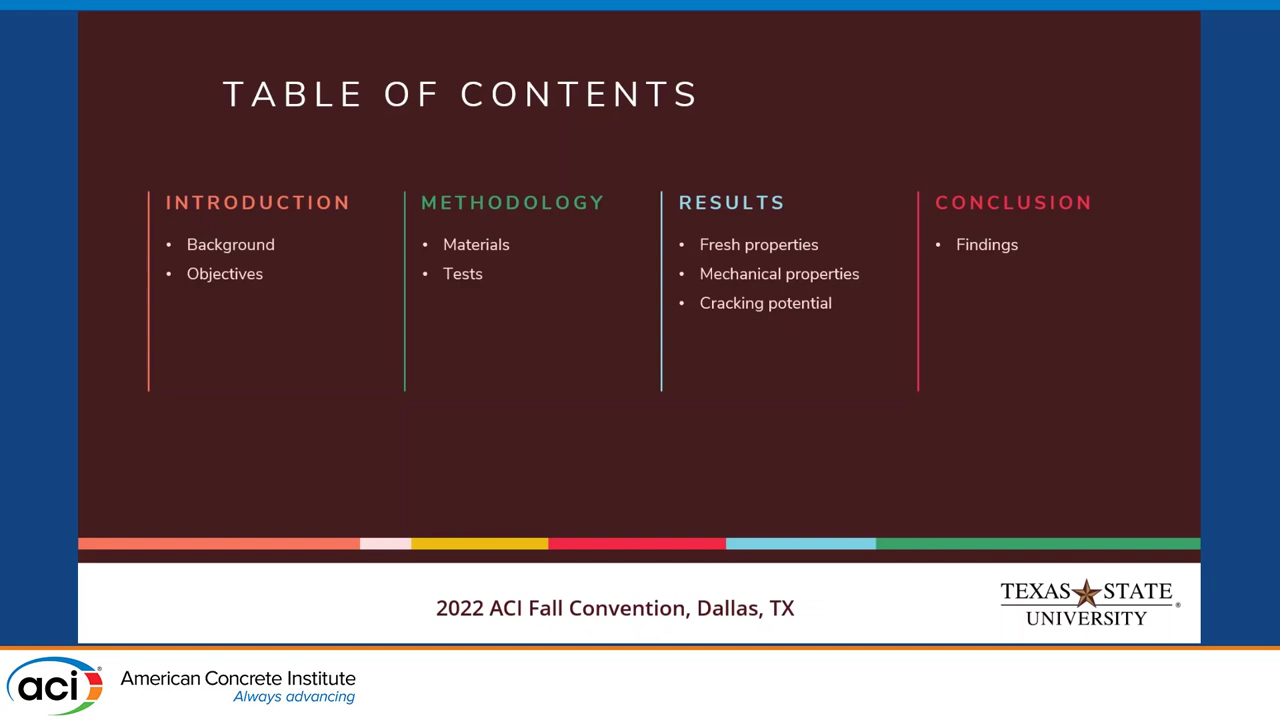 TABLE OF CONTENTS
INTRODUCTION
• Background
• Objectives
METHODOLOGY
• Materials
• Tests
RESULTS
• Fresh properties
• Mechanical properties
• Cracking potential
CONCLUSION
• Findings
2022 ACI Fall Convention, Dallas, TX
TEXAS STATE
UNIVERSITY®
aci®
American Concrete Institute
Always advancing